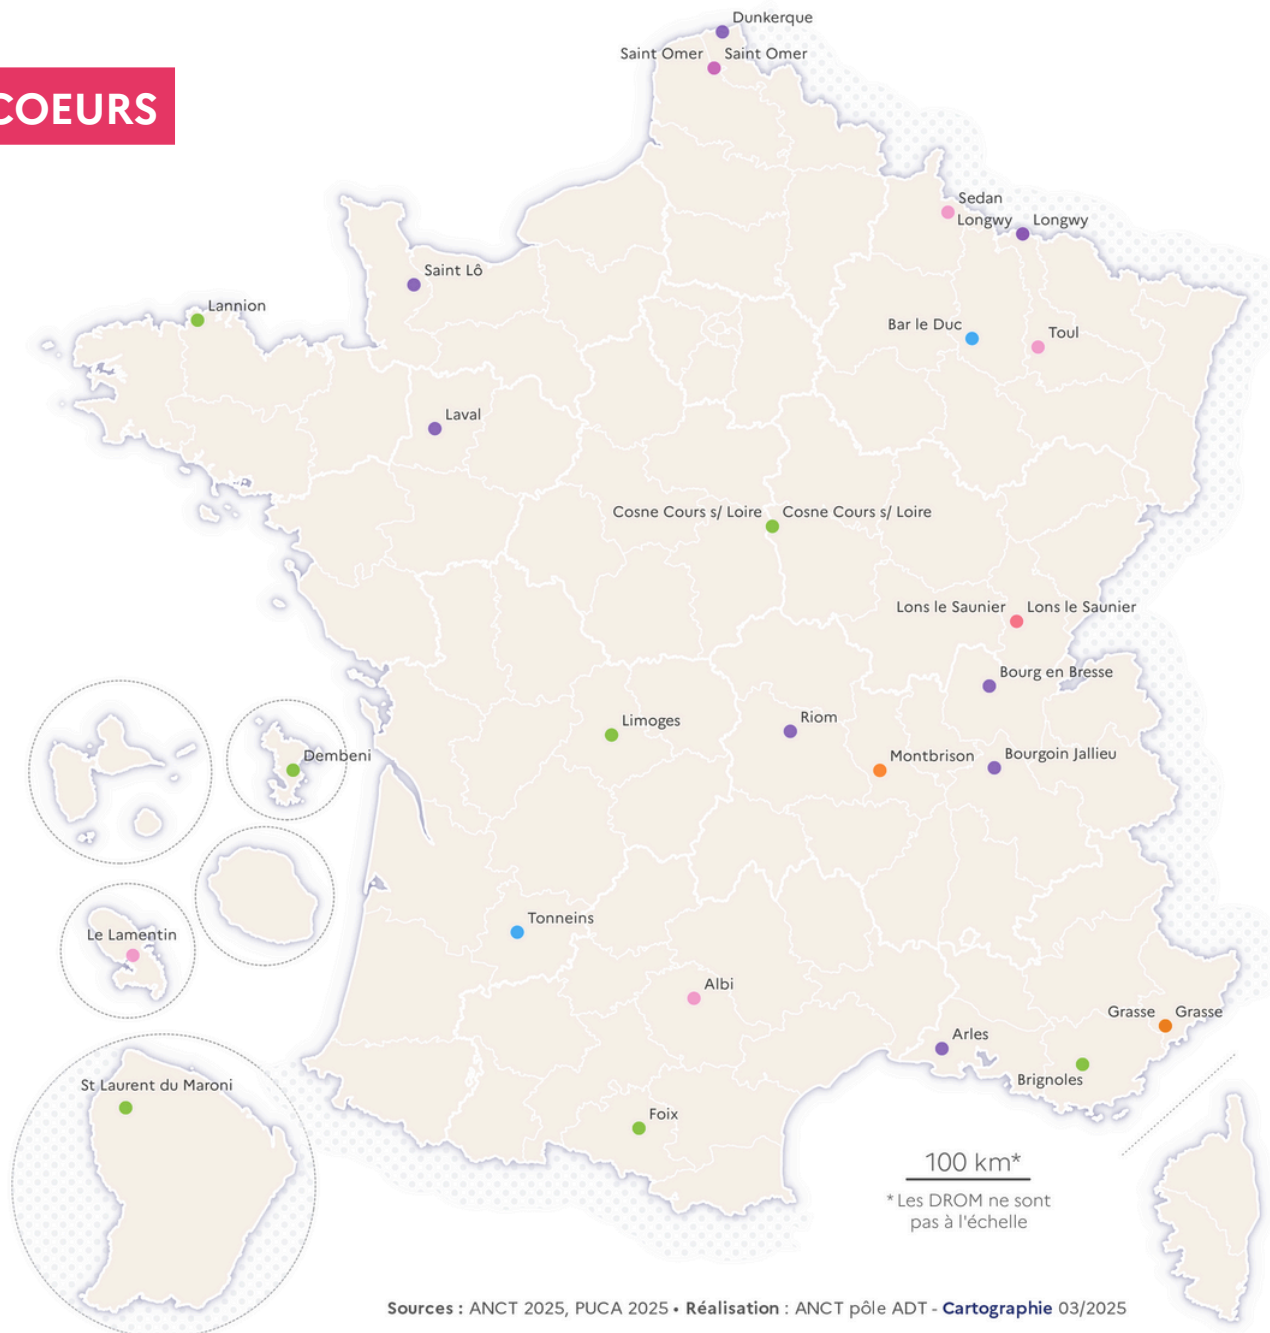 Dunkerque
Saint Omer Saint Omer
COEURS
Sedan
Longwy Longwy
Saint Lô
Lannion
Bar le Duc
Toul
Laval
Cosne Cours s/ Loire Cosne Cours s/ Loire
Lons le Saunier Lons le Saunier
Bourg en Bresse
Limoges
Riom
Dembeni
Montbrison
Bourgoin Jallieu
Tonneins
Le Lamentin
Albi
Grasse Grasse
Arles
Brignoles
St Laurent du Maroni
Foix
100 km*
*Les DROM ne sont
pas à l'échelle
Sources : ANCT 2025, PUCA 2025 • Réalisation : ANCT pôle ADT - Cartographie 03/2025